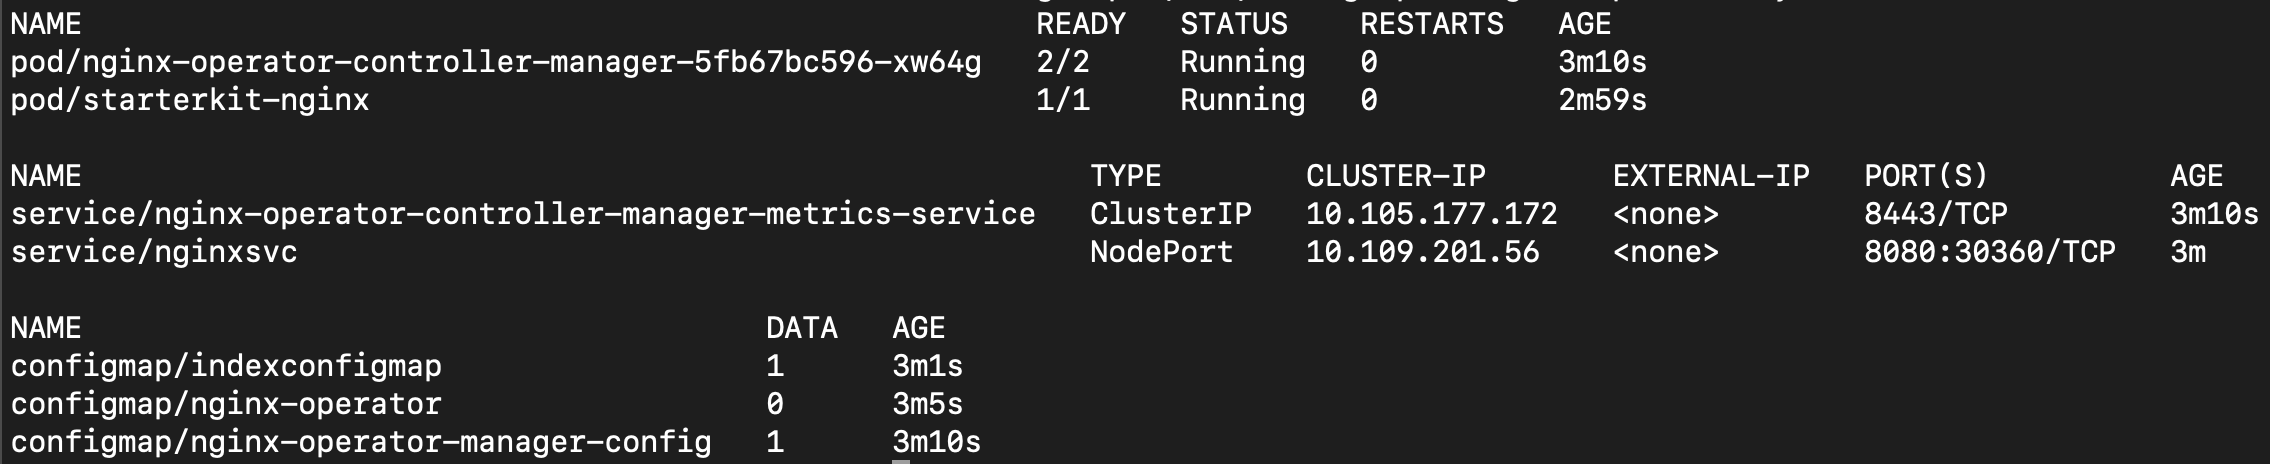 NAME READY STATUS RESTARTS AGE
pod/nginx-operator-controller-manager-5fb67bc596-xw64g 2/2 Running 0 3m10s
pod/starterkit-nginx 1/1 Running 0 2m59s
NAME TYPE CLUSTER-IP EXTERNAL-IP PORT(S) AGE
service/nginx-operator-controller-manager-metrics-service ClusterIP 10.105.177.172 <none> 8443/TCP 3m10s
service/nginxsvc NodePort 10.109.201.56 <none> 8080:30360/TCP 3m
NAME DATA AGE
configmap/indexconfigmap 1 3m1s
configmap/nginx-operator 0 3m5s
configmap/nginx-operator-manager-config 1 3m10s